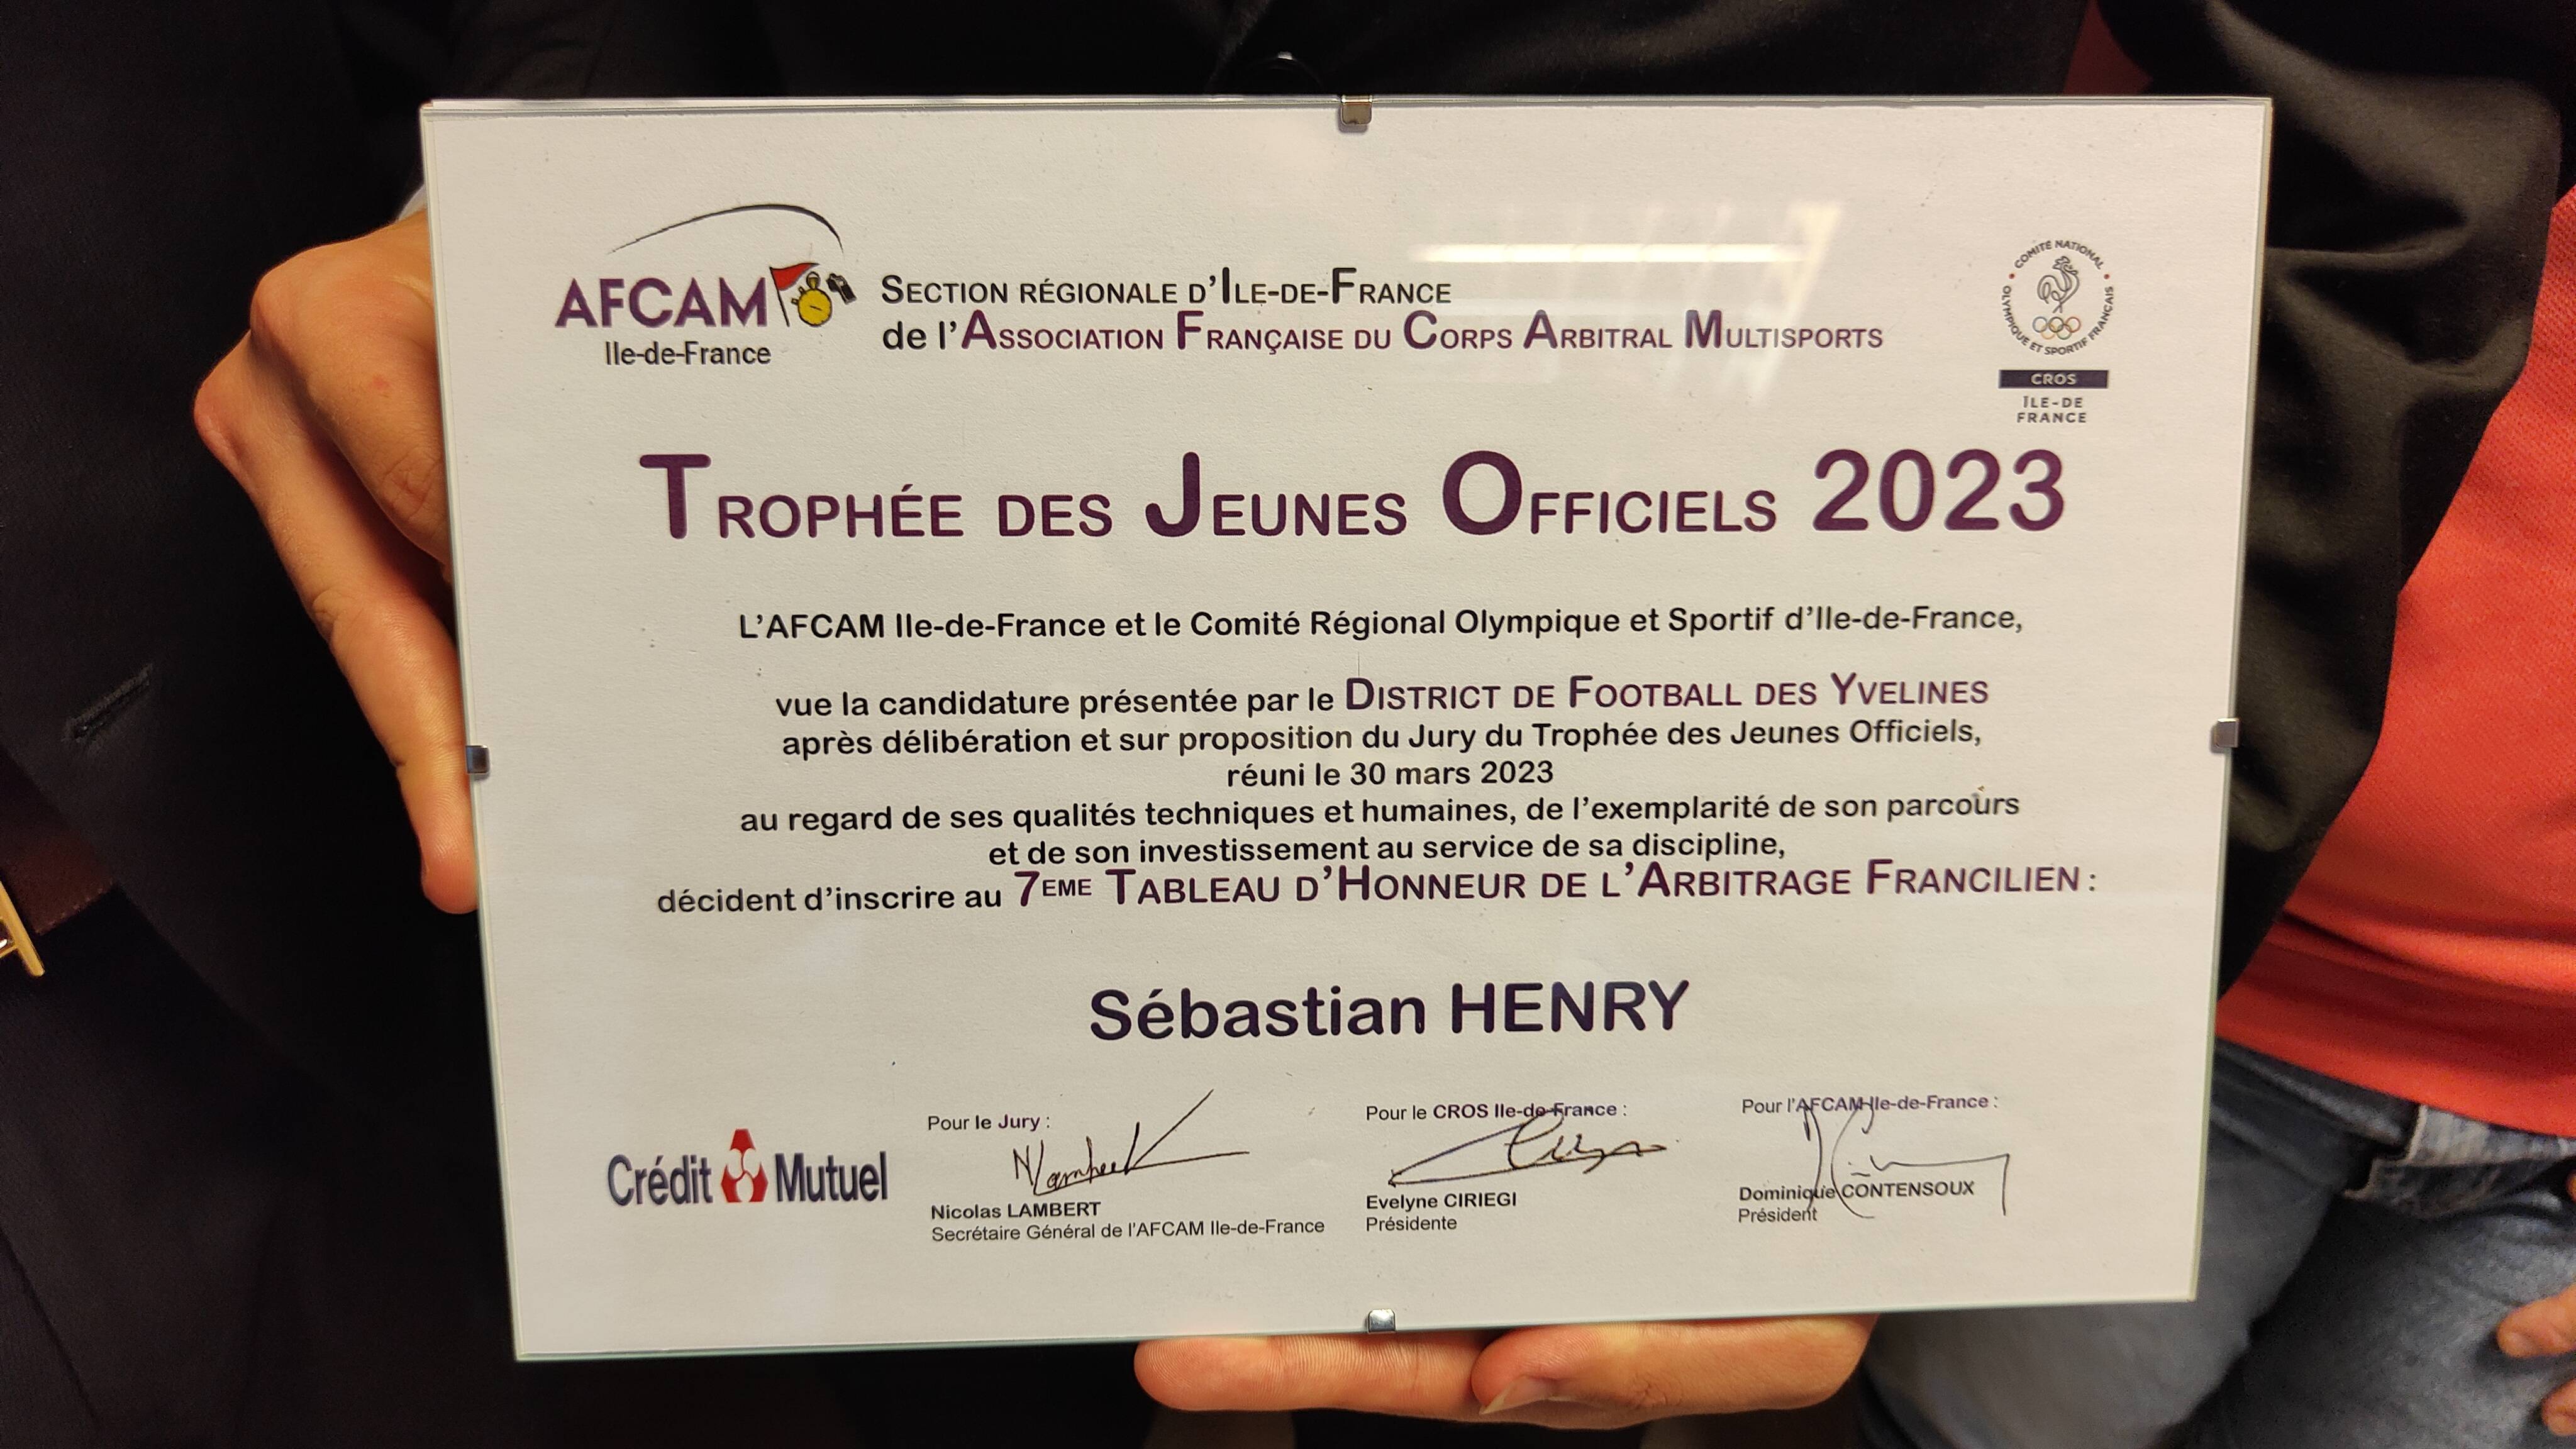 AFCAM
Ile-de-France
SECTION RÉGIONALE D'ILE-DE-FRANCE
de l'ASSOCIATION FRANÇAISE DU CORPS ARBITRAL MULTISPORTS
COMITÉ NATIONAL OLYMPIQUE ET SPORTIF FRANÇAIS
CROS
ÎLE-DE
FRANCE
TROPHÉE DES JEUNES OFFICIELS 2023
L'AFCAM Ile-de-France et le Comité Régional Olympique et Sportif d'Ile-de-France,
vue la candidature présentée par le DISTRICT DE FOOTBALL DES YVELINES
après délibération et sur proposition du Jury du Trophée des Jeunes Officiels,
réuni le 30 mars 2023
au regard de ses qualités techniques et humaines, de l'exemplarité de son parcours
et de son investissement au service de sa discipline,
décident d'inscrire au 7EME TABLEAU D'HONNEUR DE L'ARBITRAGE FRANCILIEN :
Sébastian HENRY
Crédit Mutuel
Pour le Jury :
NLambert
Nicolas LAMBERT
Secrétaire Général de l'AFCAM Ile-de-France
Pour le CROS Ile-de-France :
Evelyne CIRIEGI
Présidente
Pour l'AFCAM Ile-de-France :
Dominique CONTENSOUX
Président